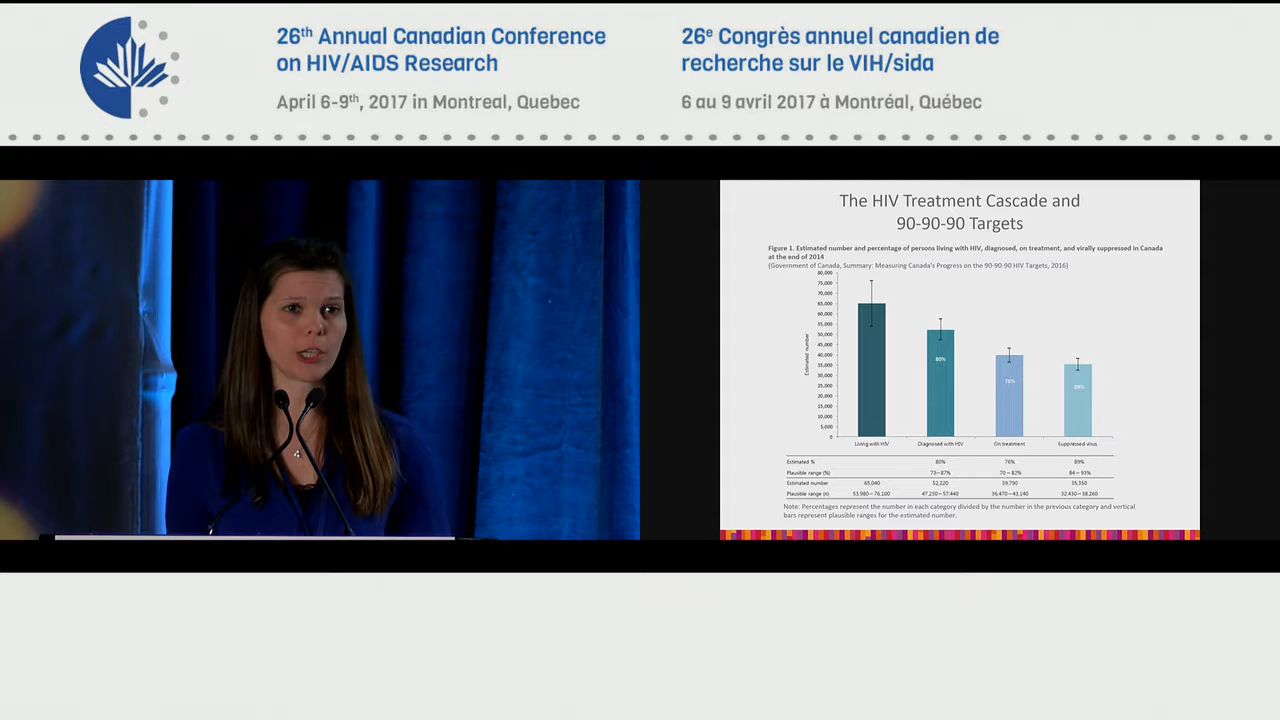 26th Annual Canadian Conference
on HIV/AIDS Research
April 6-9th, 2017 in Montreal, Quebec
26e Congrès annuel canadien de
recherche sur le VIH/sida
6 au 9 avril 2017 à Montréal, Québec
The HIV Treatment Cascade and
90-90-90 Targets
Figure 1. Estimated number and percentage of persons living with HIV, diagnosed, on treatment, and virally suppressed in Canada
at the end of 2014
(Government of Canada, Summary: Measuring Canada's Progress on the 90-90-90 HIV Targets, 2016)
Estimated number
80,000
75,000
70,000
65,000
60,000
55,000
50,000
45,000
40,000
35,000
30,000
25,000
20,000
15,000
10,000
5,000
0
80%
76%
89%
Living with HIV Diagnosed with HIV On treatment Suppressed virus
Estimated % 80% 76% 89%
Plausible range (%) 73–87% 70–82% 84–93%
Estimated number 65,040 52,220 39,790 35,350
Plausible range (n) 53,980–76,100 47,230–57,440 36,470–43,140 32,430–38,260
Note: Percentages represent the number in each category divided by the number in the previous category and vertical
bars represent plausible ranges for the estimated number.